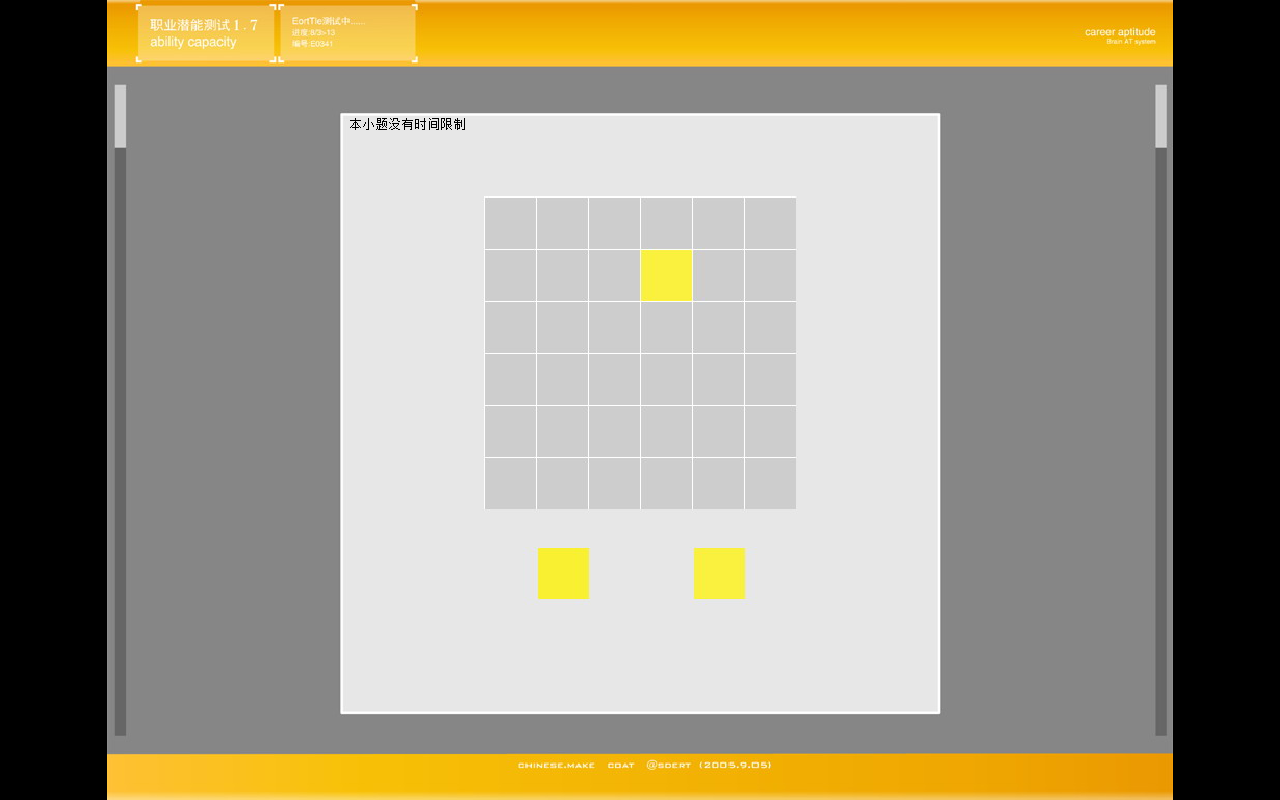 职业潜能测试1.7
ability capacity
EortTle:测试中......
进度:8/3>13
编号:S0341
career aptitude
Brain AT system
本小题没有时间限制
CHINESE.MAKE COAT @SDERT (2005.9.05)